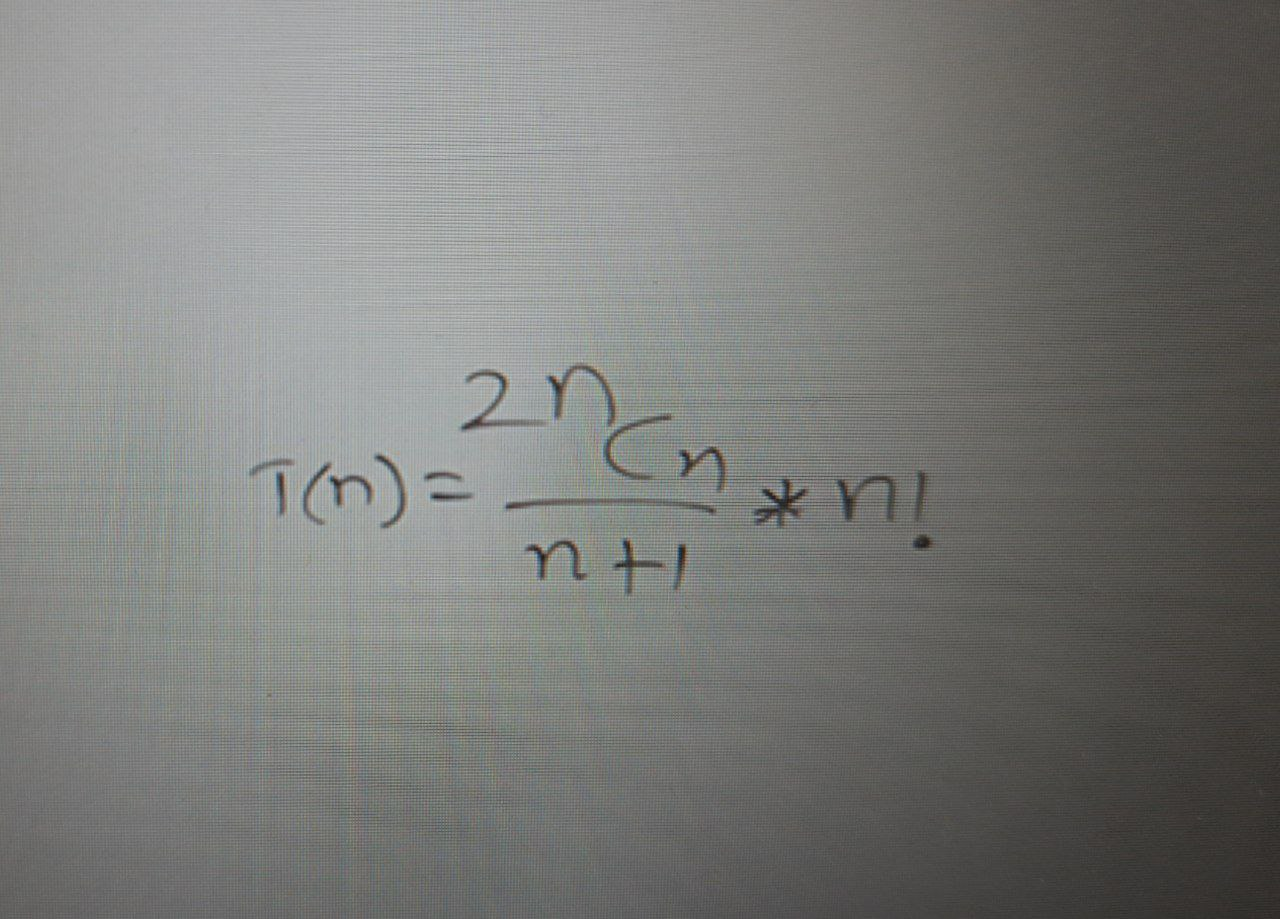 T(n) = 2nCn / n+1 * n!